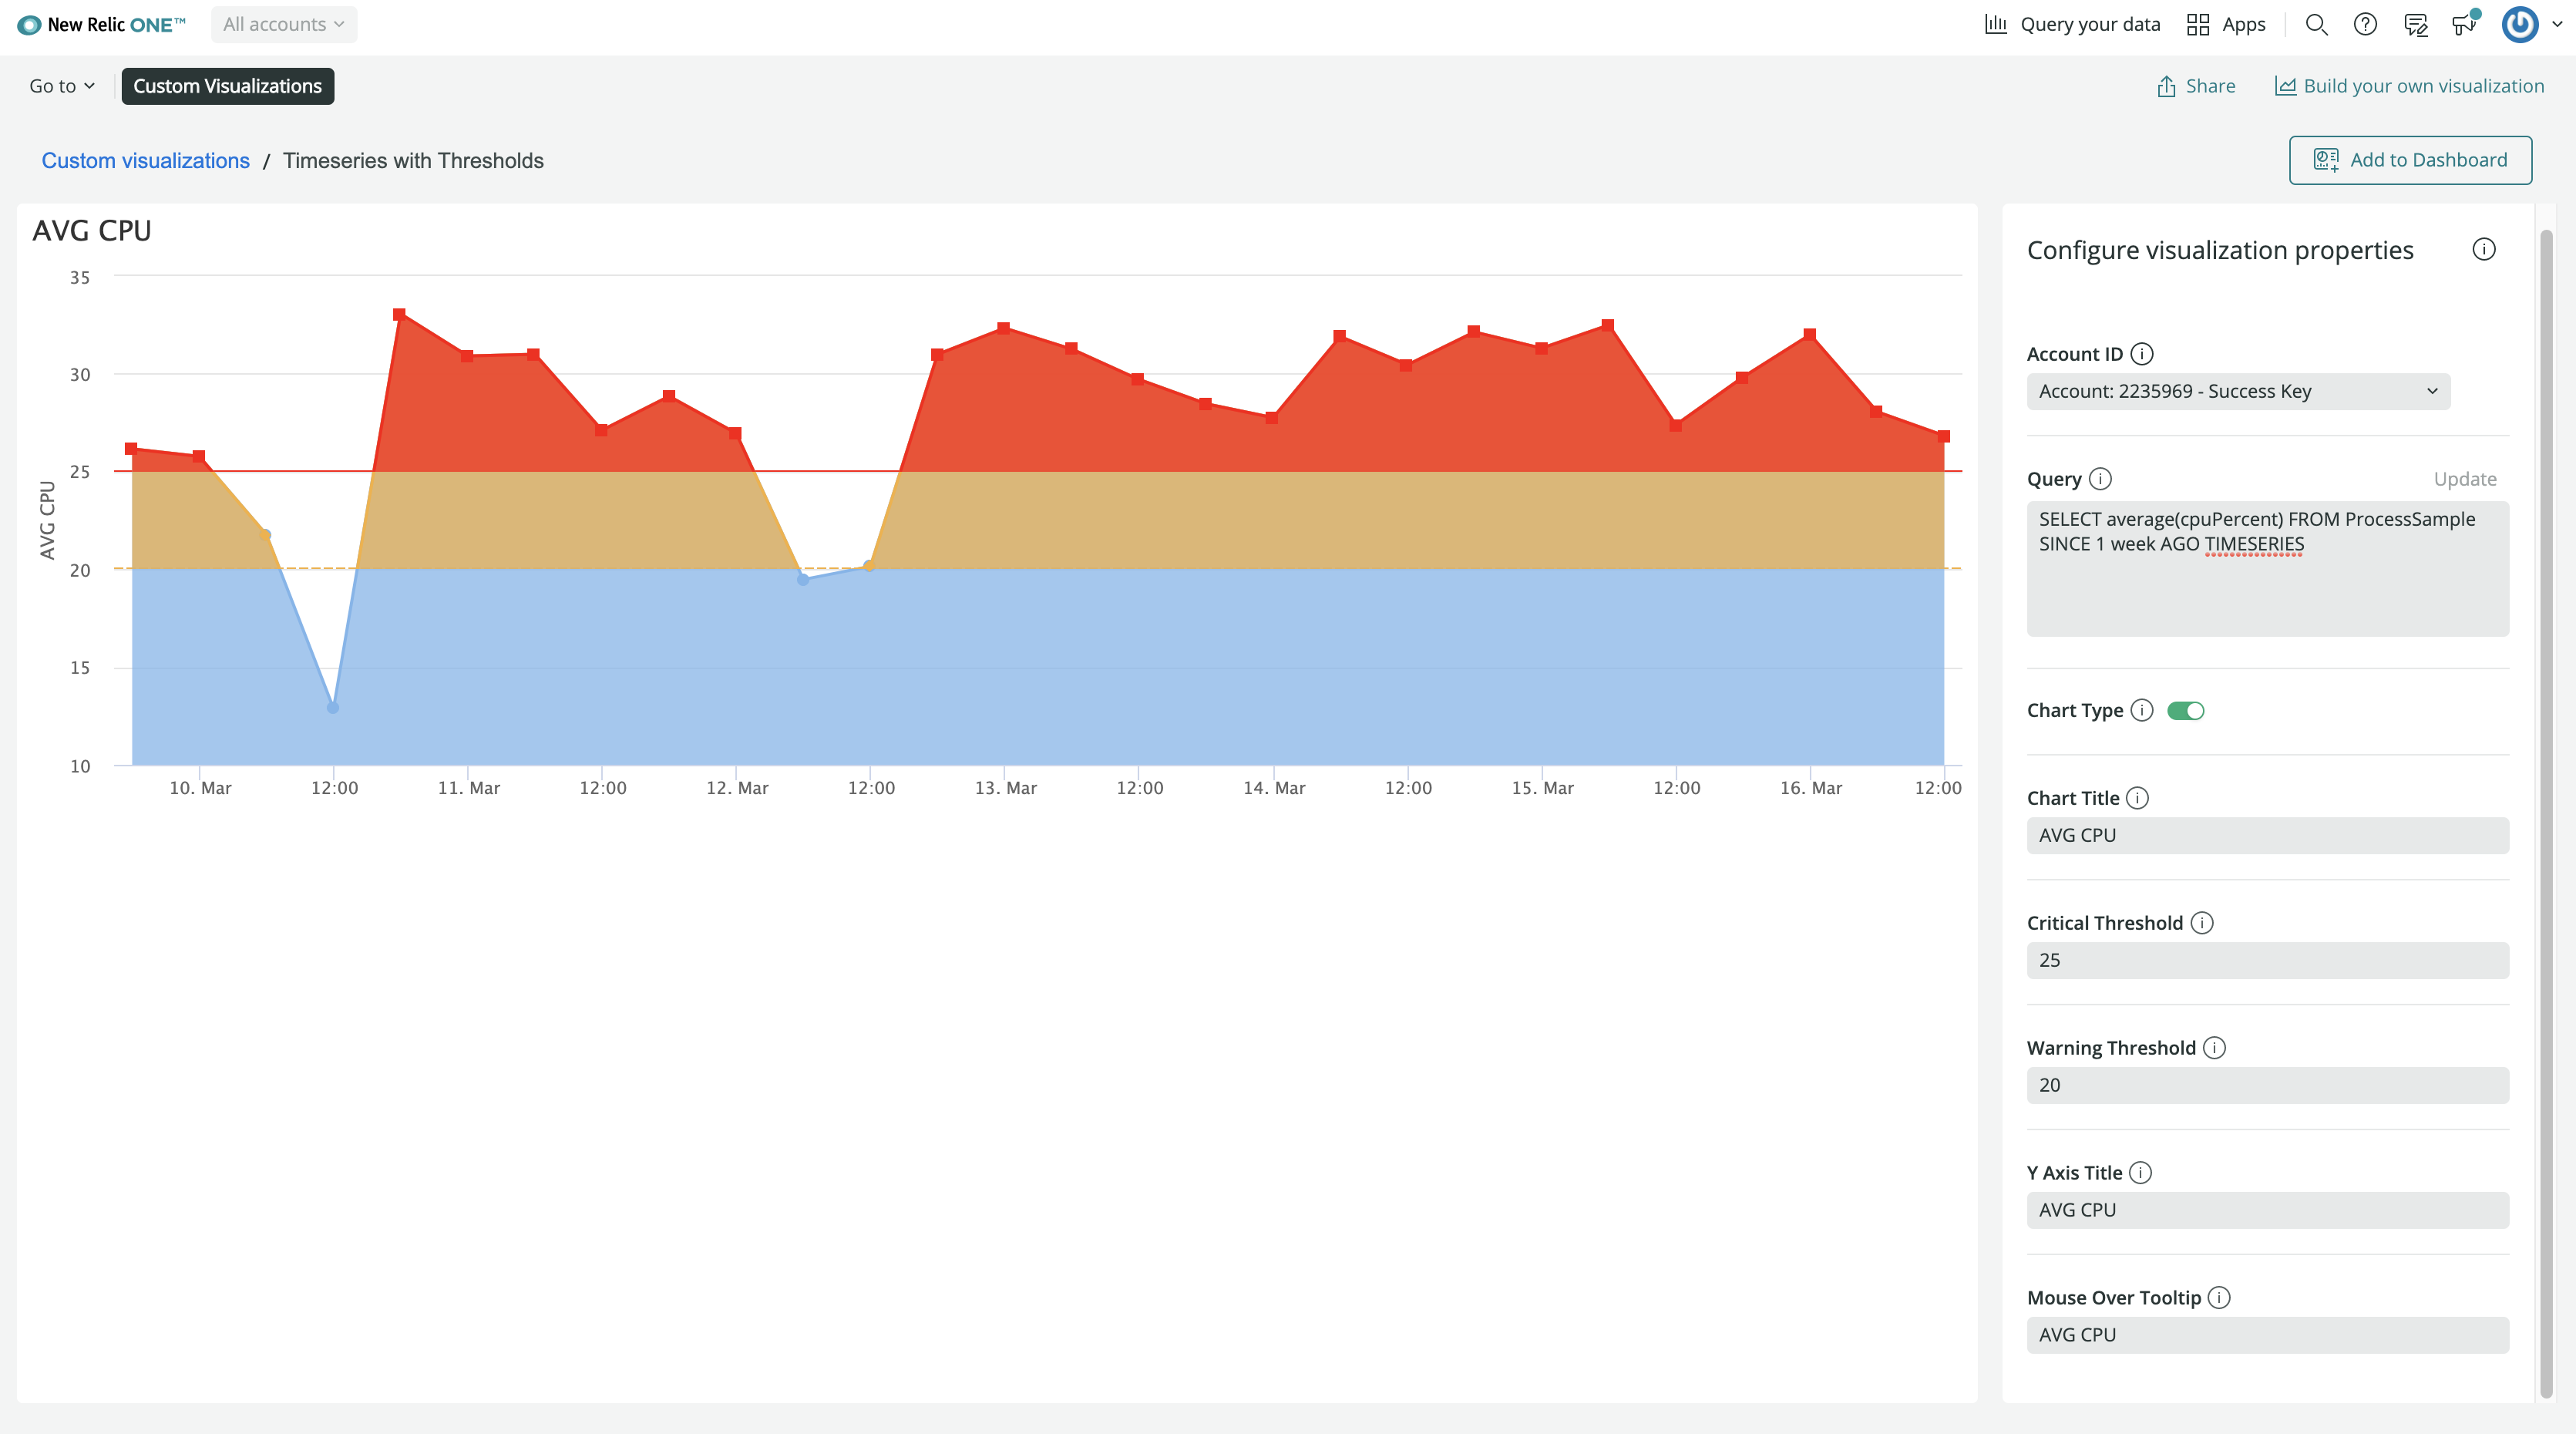 New Relic ONE™
All accounts
Query your data
Apps
Go to
Custom Visualizations
Share
Build your own visualization
Custom visualizations / Timeseries with Thresholds
Add to Dashboard
AVG CPU
35
30
25
20
15
10
AVG CPU
10. Mar
12:00
11. Mar
12:00
12. Mar
12:00
13. Mar
12:00
14. Mar
12:00
15. Mar
12:00
16. Mar
12:00
Configure visualization properties
Account ID
Account: 2235969 - Success Key
Query
Update
SELECT average(cpuPercent) FROM ProcessSample
SINCE 1 week AGO TIMESERIES
Chart Type
Chart Title
AVG CPU
Critical Threshold
25
Warning Threshold
20
Y Axis Title
AVG CPU
Mouse Over Tooltip
AVG CPU